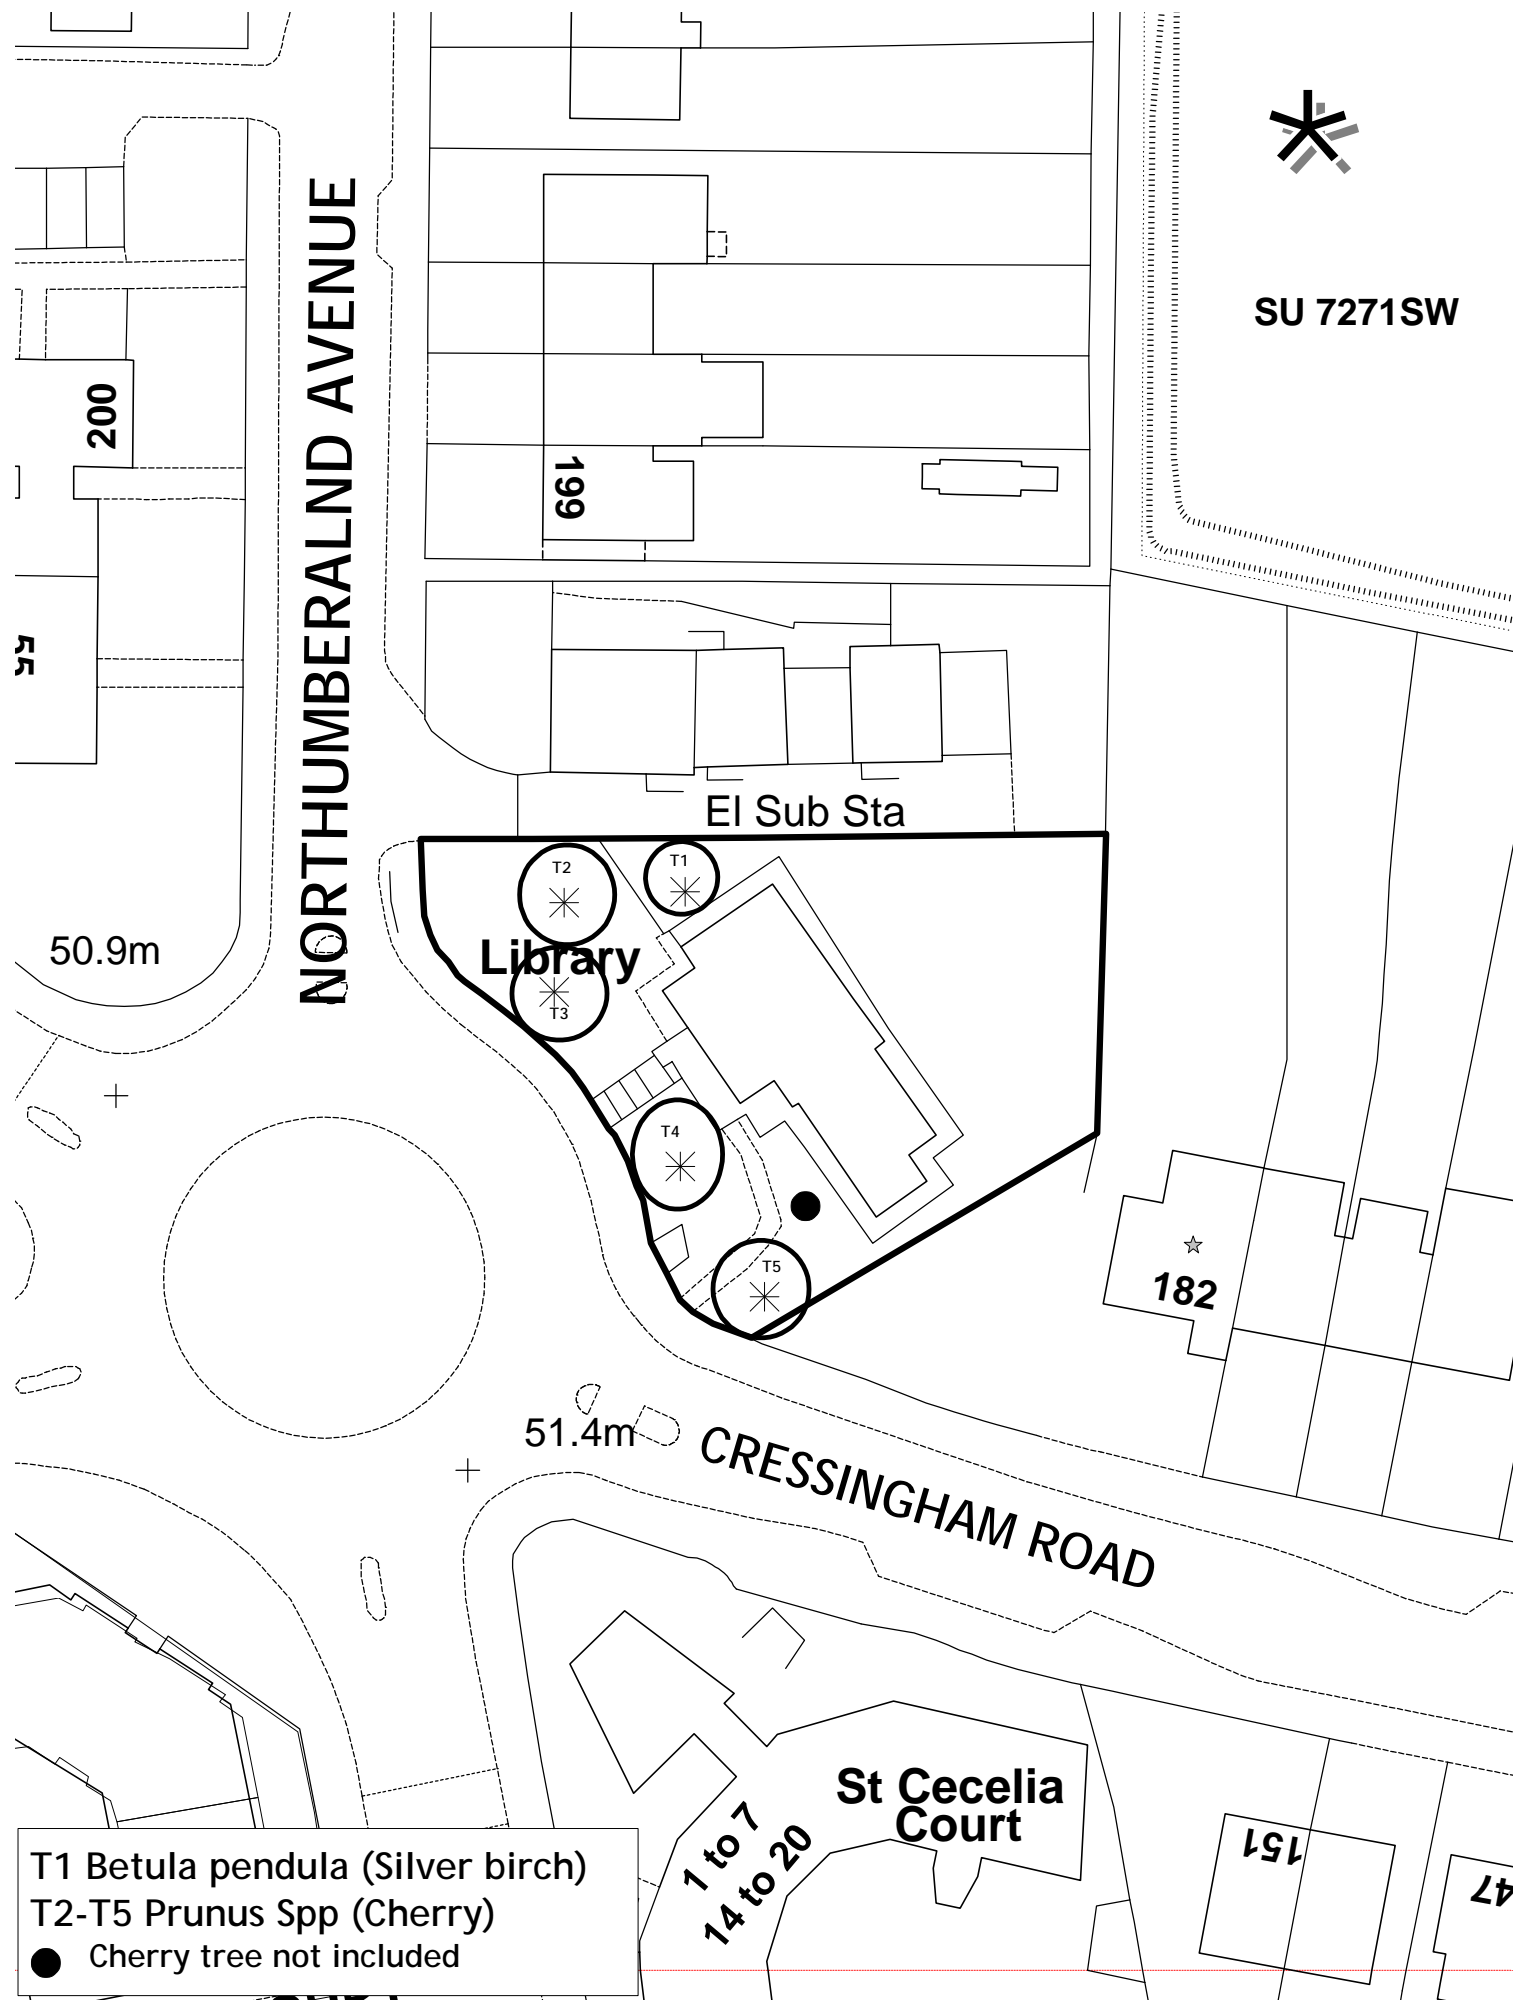 NORTHUMBERALND AVENUE
SU 7271SW
200
199
55
El Sub Sta
T2
T1
50.9m
Library
T3
T4
T5
182
51.4m
CRESSINGHAM ROAD
St Cecelia
Court
1 to 7
14 to 20
151
47
T1 Betula pendula (Silver birch)
T2-T5 Prunus Spp (Cherry)
Cherry tree not included